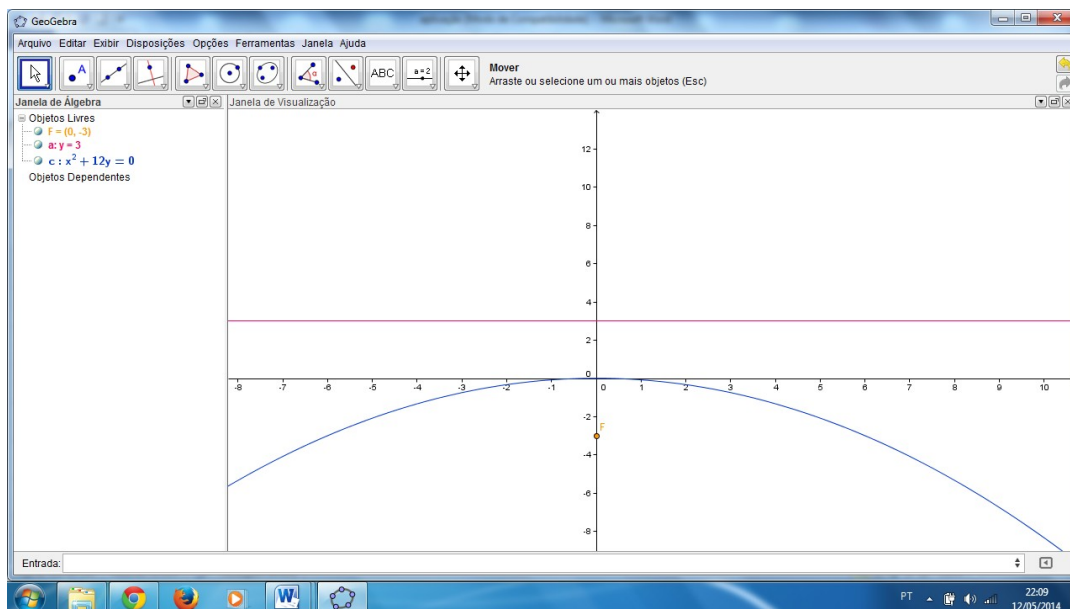 GeoGebra
Arquivo Editar Exibir Disposições Opções Ferramentas Janela Ajuda
A
α
ABC
a=2
Mover
Arraste ou selecione um ou mais objetos (Esc)
Janela de Álgebra
Janela de Visualização
Objetos Livres
F = (0, -3)
a: y = 3
c : x² + 12y = 0
Objetos Dependentes
12
10
8
6
4
2
0
-8 -7 -6 -5 -4 -3 -2 -1 0 1 2 3 4 5 6 7 8 9 10
-2
F
-4
-6
-8
Entrada:
W
PT
22:09
12/05/2014